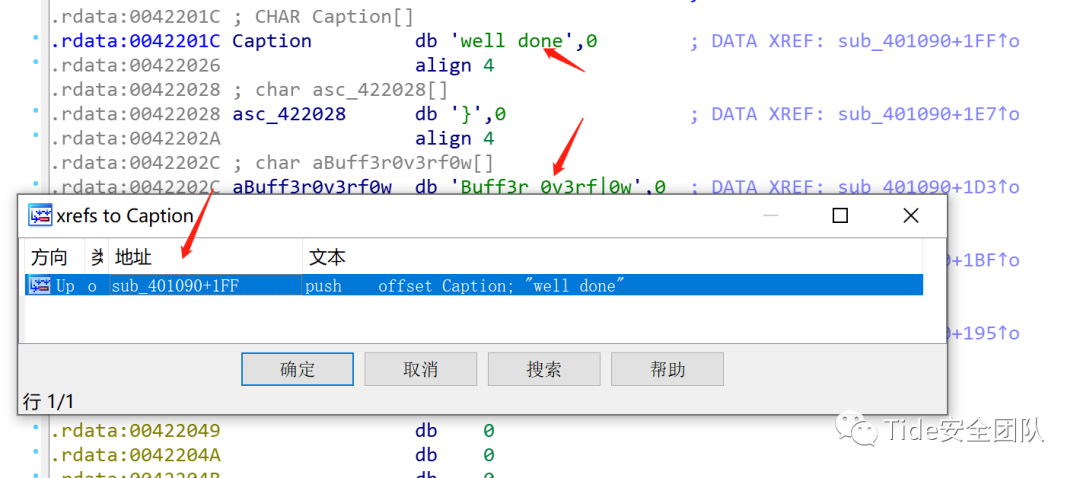 .rdata:0042201C ; CHAR Caption[]
.rdata:0042201C Caption db 'well done',0 ; DATA XREF: sub_401090+1FF↑o
.rdata:00422026 align 4
.rdata:00422028 ; char asc_422028[]
.rdata:00422028 asc_422028 db '}',0 ; DATA XREF: sub_401090+1E7↑o
.rdata:0042202A align 4
.rdata:0042202C ; char aBuff3r0v3rf0w[]
.rdata:0042202C aBuff3r0v3rf0w db 'Buff3r_0v3rf|0w',0 ; DATA XREF: sub_401090+1D3↑o
xrefs to Caption
方向 类 地址 文本
Up o sub_401090+1FF push offset Caption; "well done"
0+1BF↑o
0+195↑o
确定 取消 搜索 帮助
行 1/1
.rdata:00422049 db 0
.rdata:0042204A db 0
.rdata:0042204B db 0
Tide安全团队